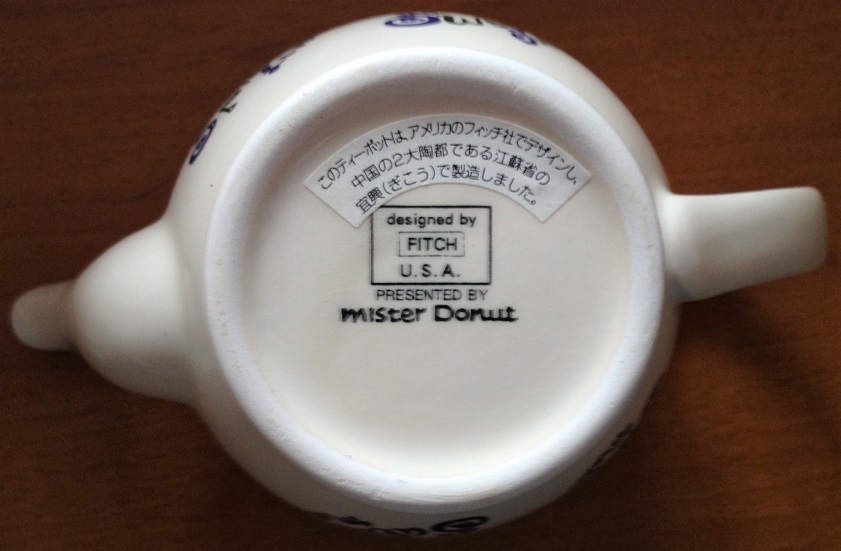 このティーポットは、アメリカのフィッチ社でデザインし、
中国の2大陶都である江蘇省の
宜興(ぎこう)で製造しました。
designed by
FITCH
U.S.A.
PRESENTED BY
mister Donut